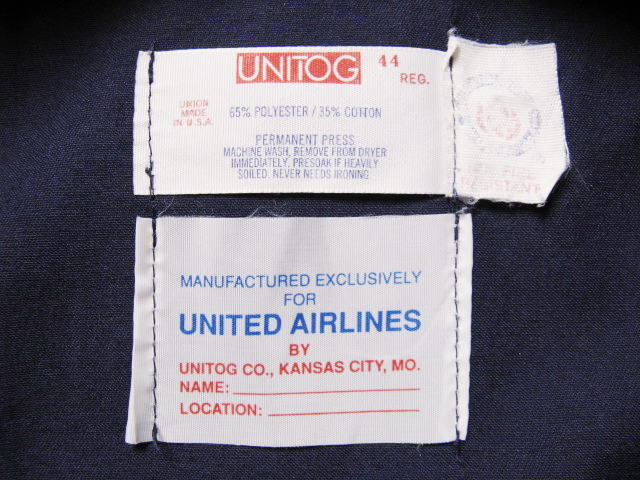 UNITOG
44
REG.
UNION
MADE
IN U.S.A.
65% POLYESTER / 35% COTTON
PERMANENT PRESS
MACHINE WASH, REMOVE FROM DRYER
IMMEDIATELY. PRESOAK IF HEAVILY
SOILED. NEVER NEEDS IRONING.
MANUFACTURED EXCLUSIVELY
FOR
UNITED AIRLINES
BY
UNITOG CO., KANSAS CITY, MO.
NAME:
LOCATION: